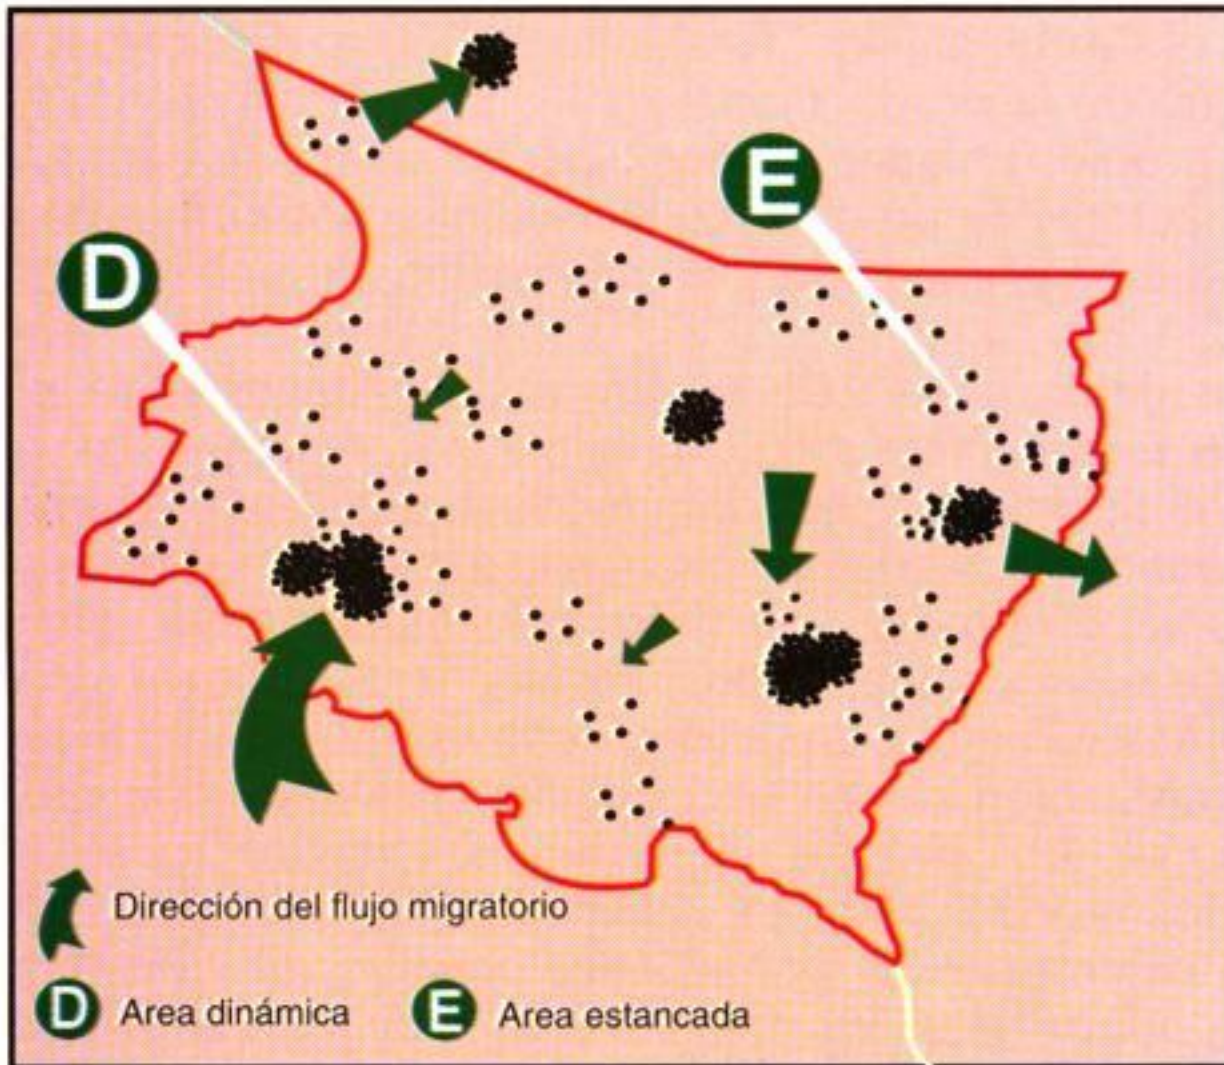 E
D
Dirección del flujo migratorio
D Area dinámica
E Area estancada